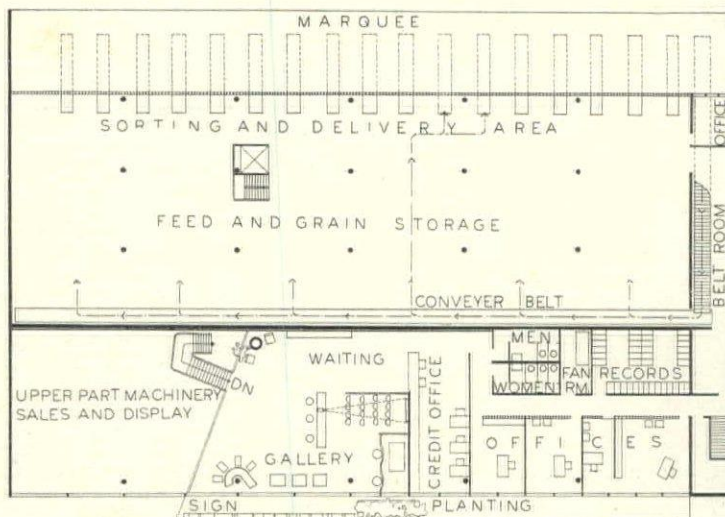 MARQUEE
SORTING AND DELIVERY AREA
OFFICE
FEED AND GRAIN STORAGE
BELT ROOM
CONVEYER BELT
MEN
WAITING
DN
UPPER PART MACHINERY
SALES AND DISPLAY
WOMEN
FAN
RM.
RECORDS
CREDIT OFFICE
OFFICES
GALLERY
SIGN
PLANTING